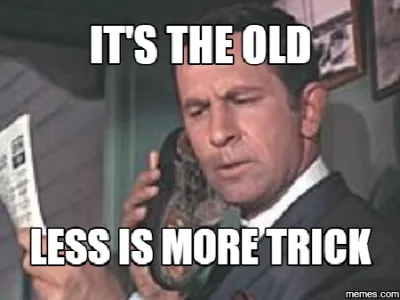 IT'S THE OLD
LESS IS MORE TRICK
memes.com